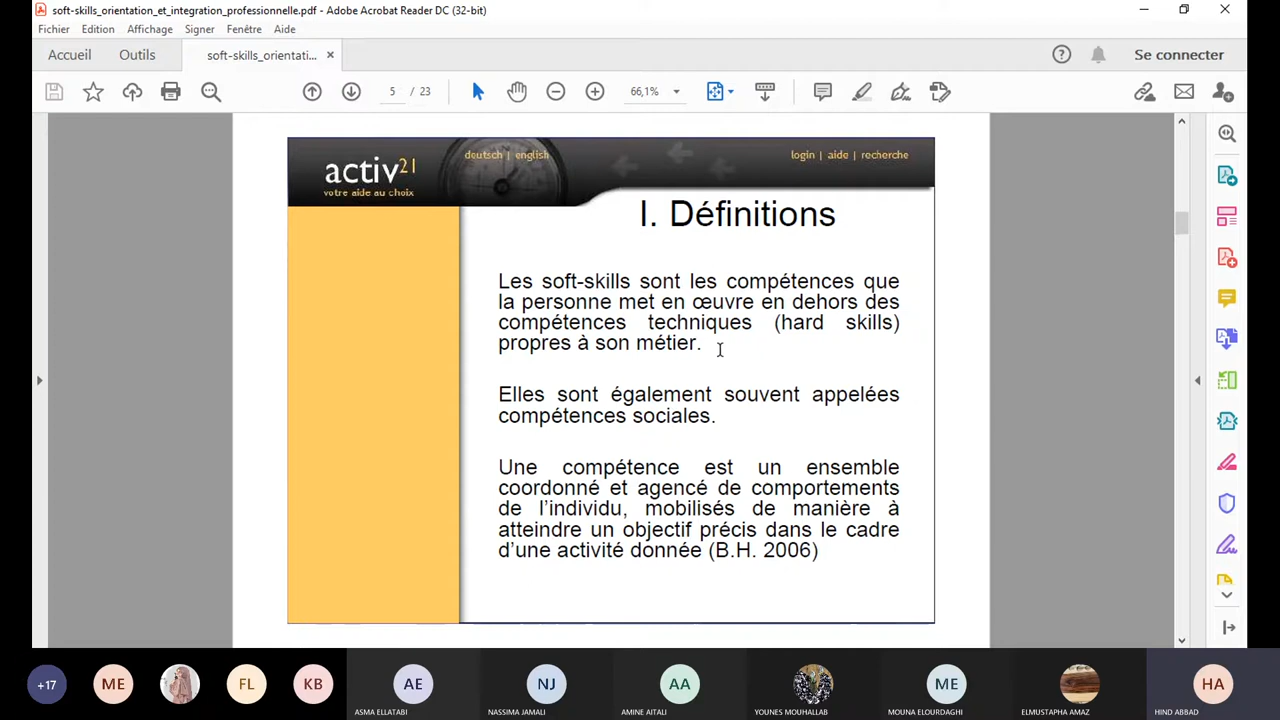 soft-skills_orientation_et_integration_professionnelle.pdf - Adobe Acrobat Reader DC (32-bit)
Fichier Edition Affichage Signer Fenêtre Aide
Accueil Outils soft-skills_orientati... × Se connecter
5 / 23 66,1%
activ21
votre aide au choix
deutsch | english
login | aide | recherche
I. Définitions
Les soft-skills sont les compétences que
la personne met en œuvre en dehors des
compétences techniques (hard skills)
propres à son métier.
Elles sont également souvent appelées
compétences sociales.
Une compétence est un ensemble
coordonné et agencé de comportements
de l’individu, mobilisés de manière à
atteindre un objectif précis dans le cadre
d’une activité donnée (B.H. 2006)
+17 ME FL KB AE NJ AA ME HA
ASMA ELLATABI NASSIMA JAMALI AMINE AITALI YOUNES MOUHALLAB MOUNA ELOURDAGHI ELMUSTAPHA AMAZ HIND ABBAD